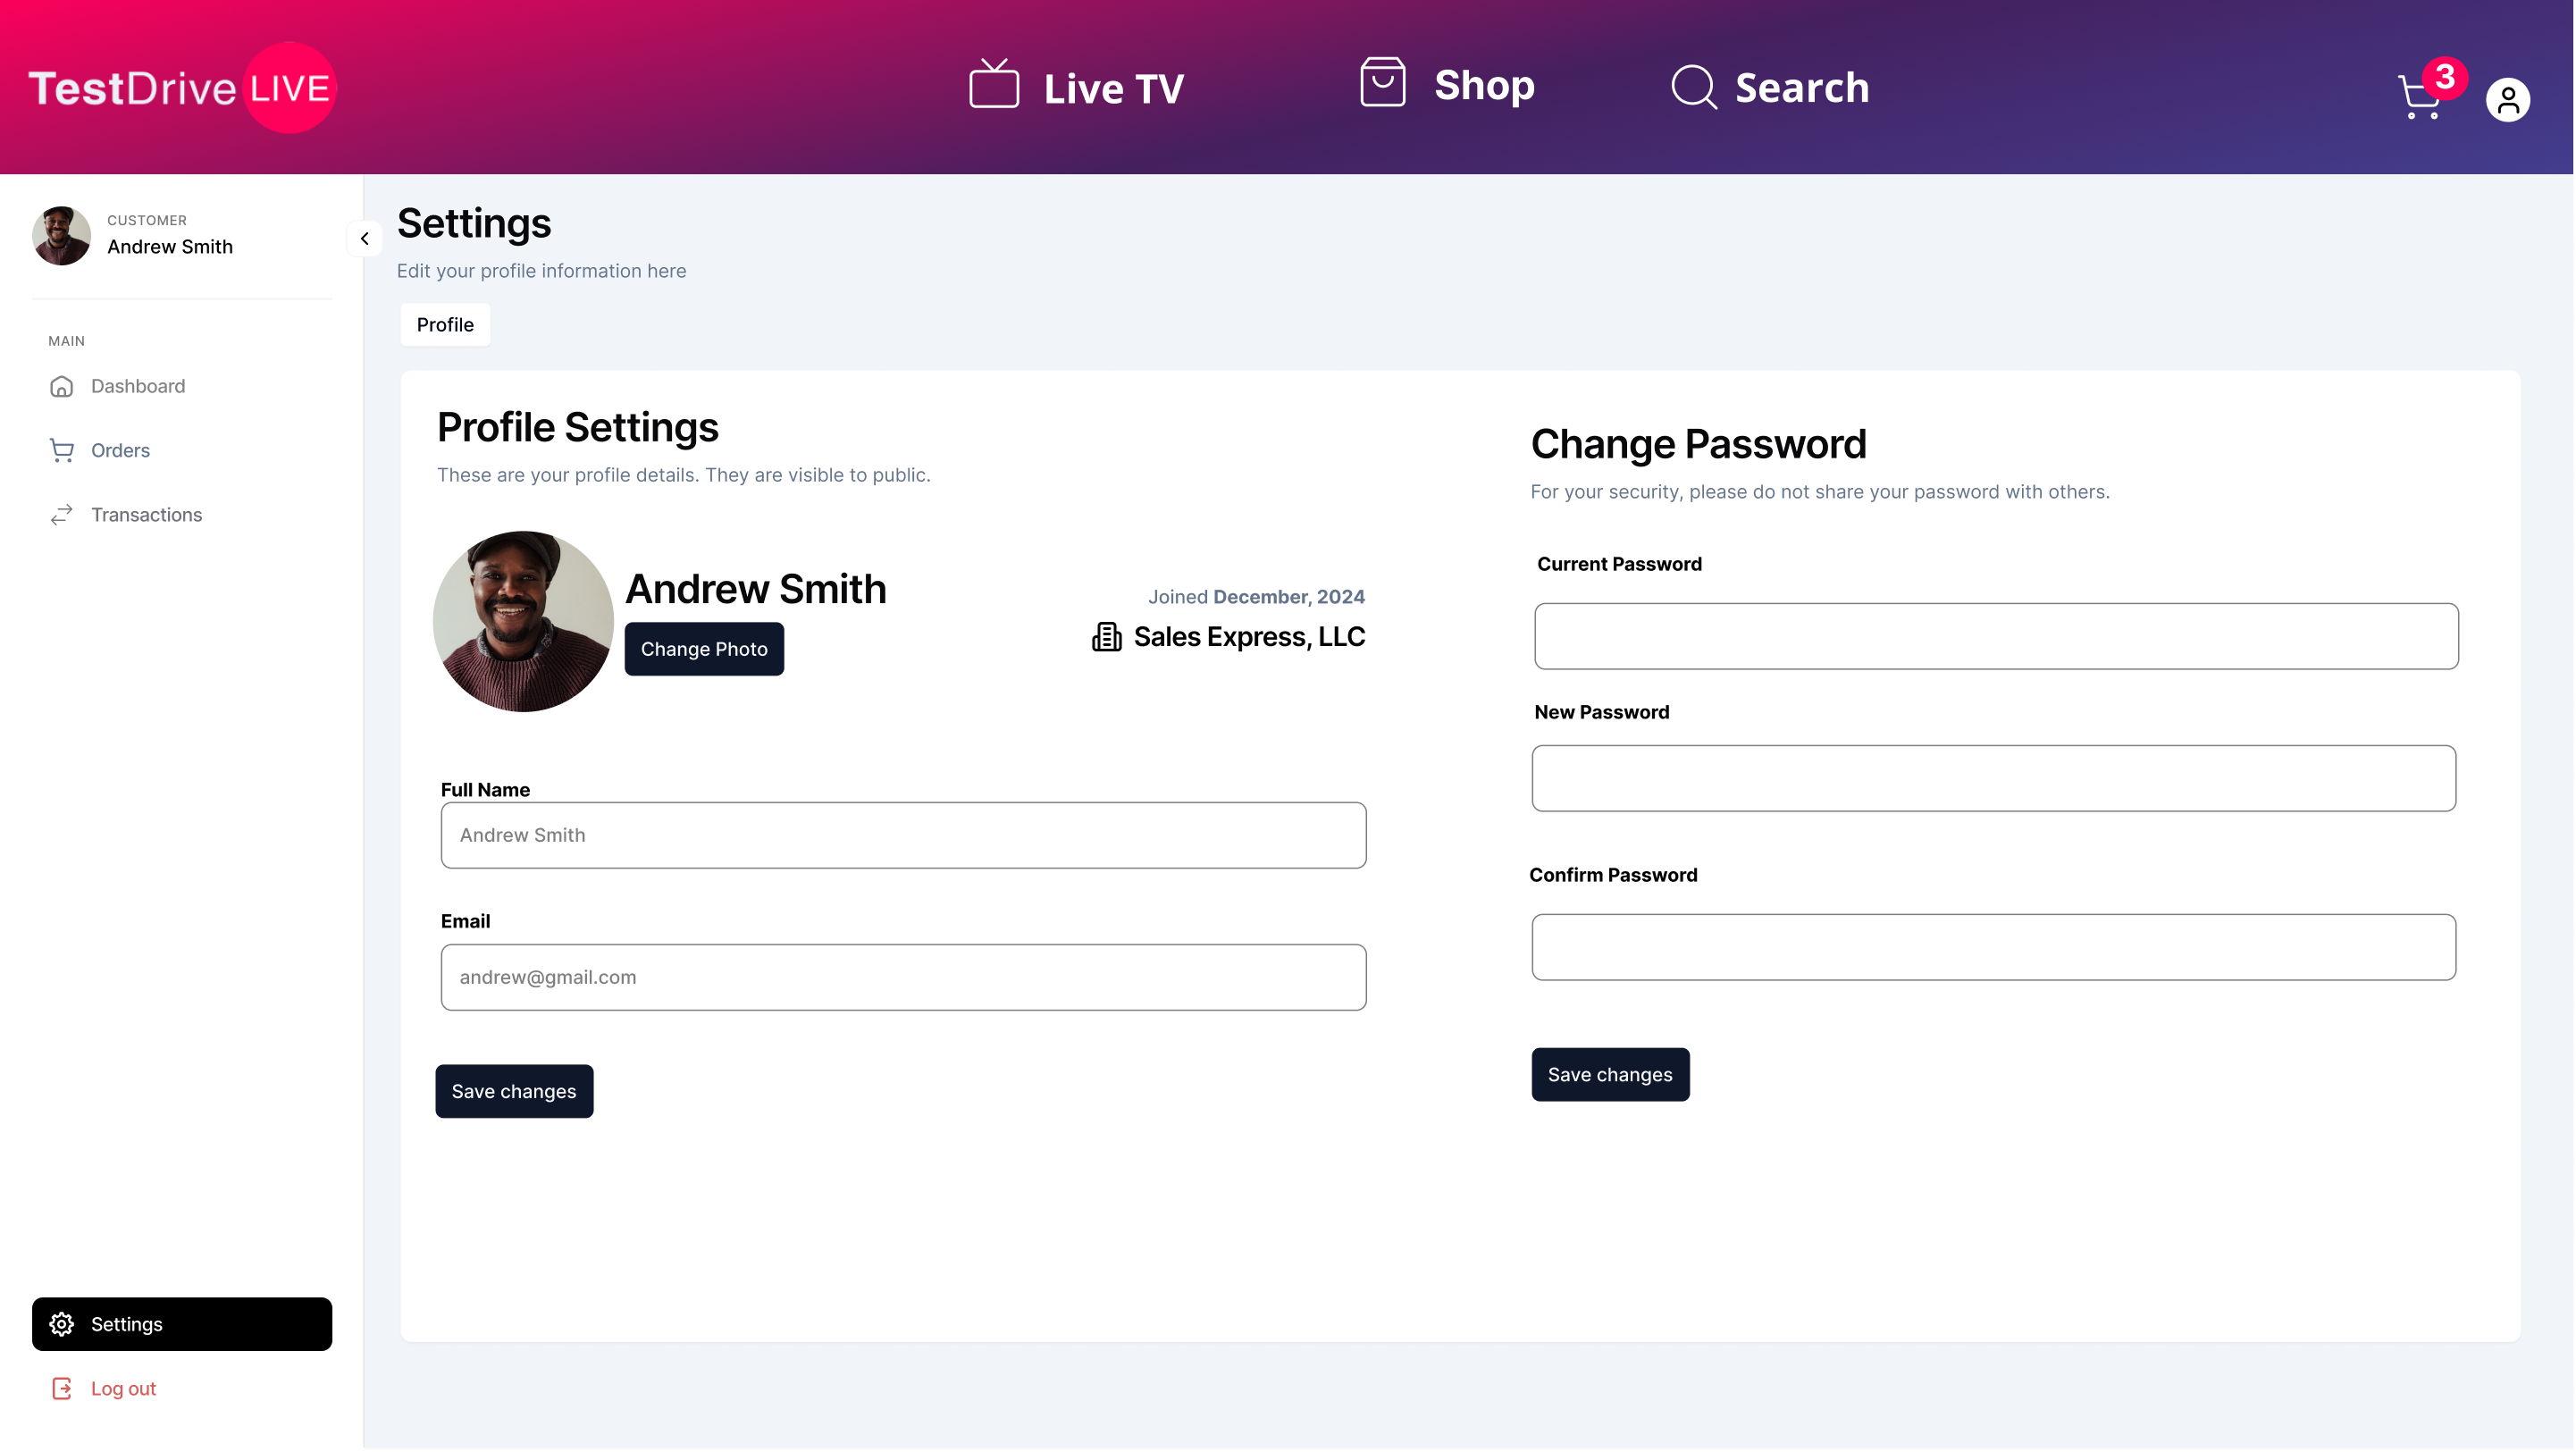 TestDrive LIVE
Live TV
Shop
Search
3
CUSTOMER
Andrew Smith
MAIN
Dashboard
Orders
Transactions
Settings
Log out
Settings
Edit your profile information here
Profile
Profile Settings
These are your profile details. They are visible to public.
Andrew Smith
Change Photo
Joined December, 2024
Sales Express, LLC
Full Name
Andrew Smith
Email
andrew@gmail.com
Save changes
Change Password
For your security, please do not share your password with others.
Current Password
New Password
Confirm Password
Save changes